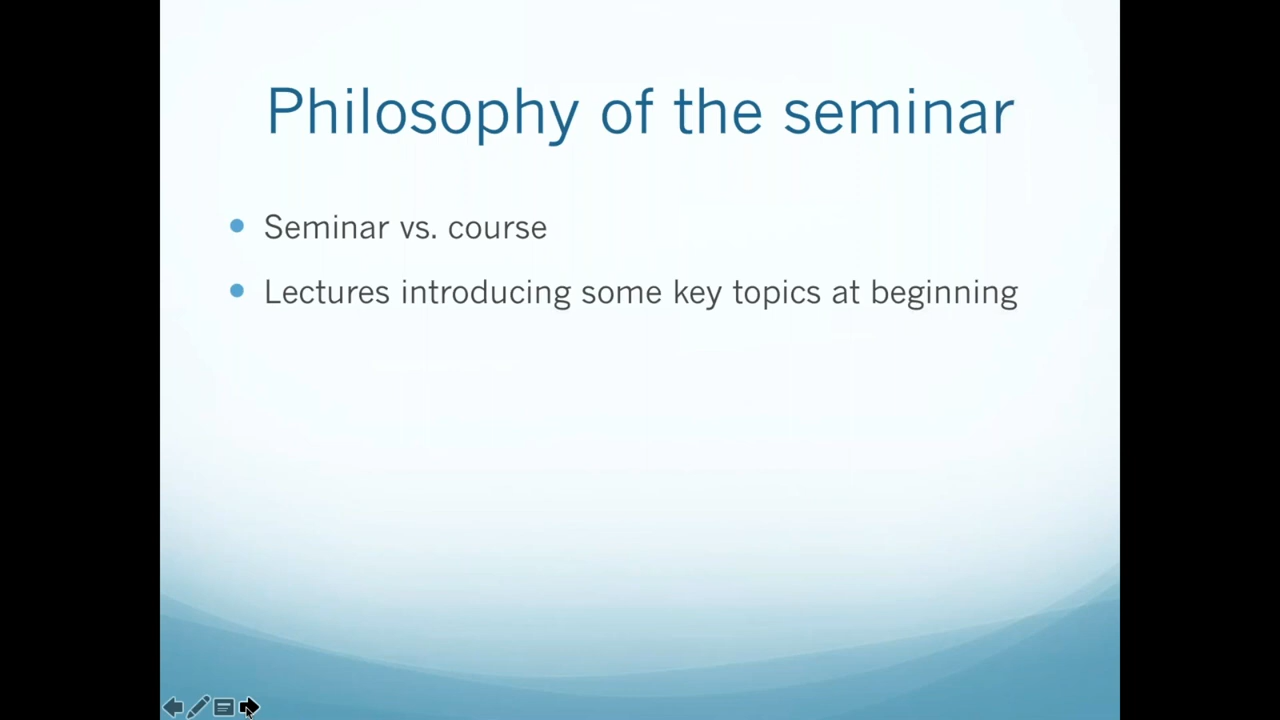 Philosophy of the seminar
Seminar vs. course
Lectures introducing some key topics at beginning